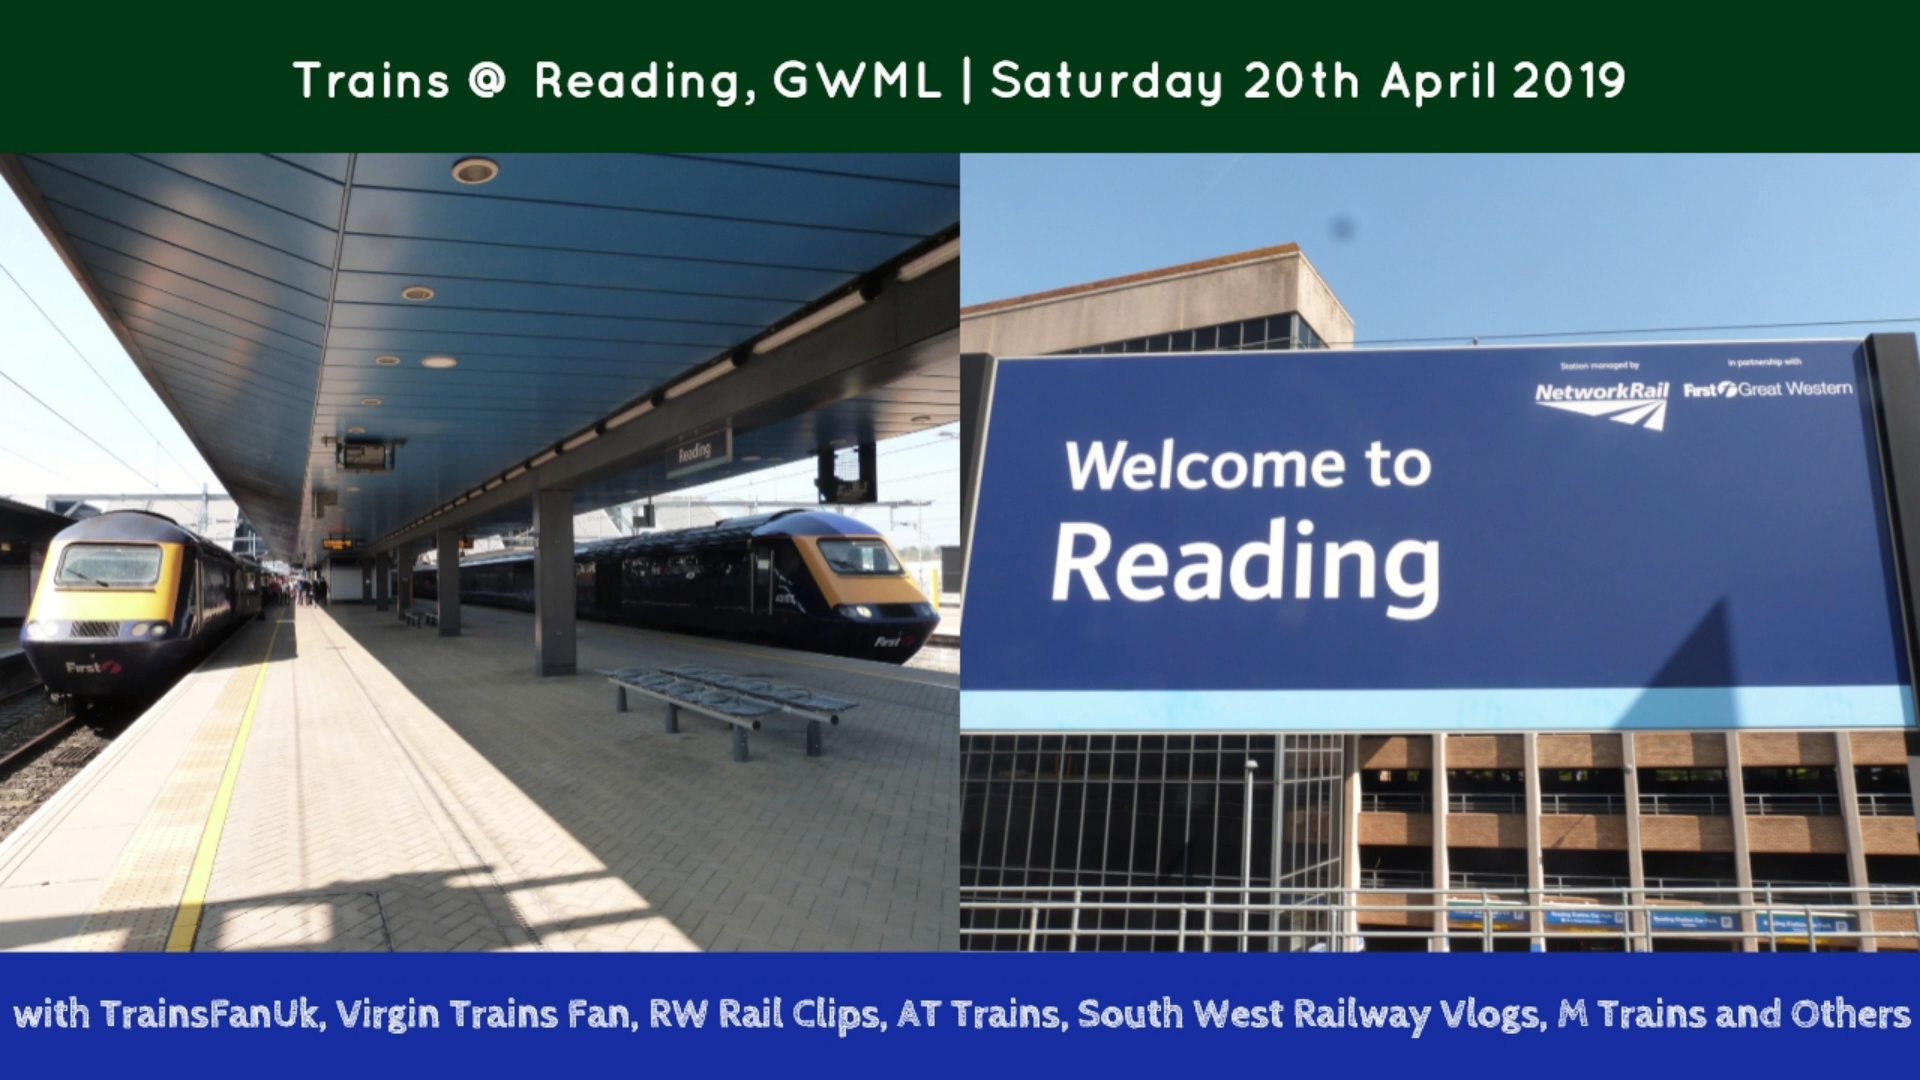 Trains @ Reading, GWML | Saturday 20th April 2019
Reading
First
First
Station managed by
NetworkRail
in partnership with
First Great Western
Welcome to
Reading
with TrainsFanUk, Virgin Trains Fan, RW Rail Clips, AT Trains, South West Railway Vlogs, M Trains and Others